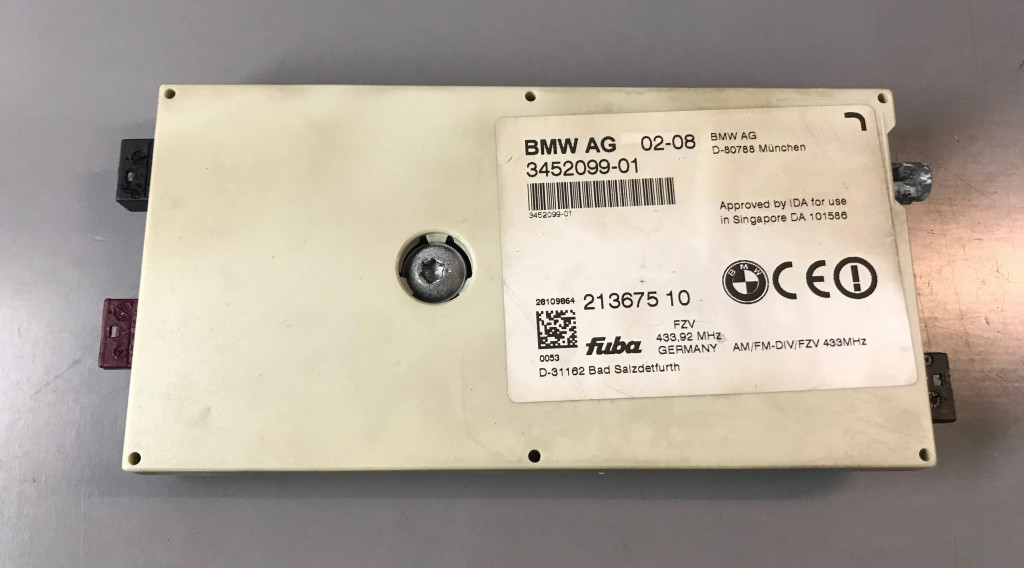 BMW AG 02-08
3452099-01
3452099-01
BMW AG
D-80788 München
Approved by IDA for use
in Singapore DA 101586
BMW
CE
28109864
213675 10
0053
fuba
FZV
433,92 MHz
GERMANY
AM/FM-DIV/FZV 433MHz
D-31162 Bad Salzdetfurth